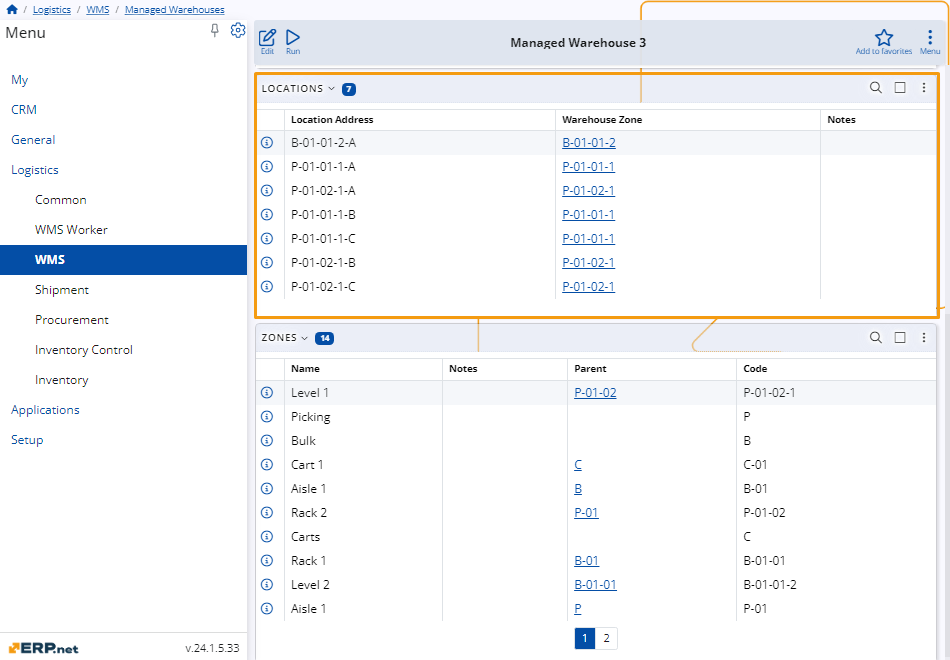 / Logistics / WMS / Managed Warehouses
Menu
My
CRM
General
Logistics
Common
WMS Worker
WMS
Shipment
Procurement
Inventory Control
Inventory
Applications
Setup
ERP.net
v.24.1.5.33
Edit
Run
Managed Warehouse 3
Add to favorites
Menu
LOCATIONS 7
Location Address Warehouse Zone Notes
B-01-01-2-A B-01-01-2
P-01-01-1-A P-01-01-1
P-01-02-1-A P-01-02-1
P-01-01-1-B P-01-01-1
P-01-01-1-C P-01-01-1
P-01-02-1-B P-01-02-1
P-01-02-1-C P-01-02-1
ZONES 14
Name Notes Parent Code
Level 1 P-01-02 P-01-02-1
Picking P
Bulk B
Cart 1 C C-01
Aisle 1 B B-01
Rack 2 P-01 P-01-02
Carts C
Rack 1 B-01 B-01-01
Level 2 B-01-01 B-01-01-2
Aisle 1 P P-01
1 2